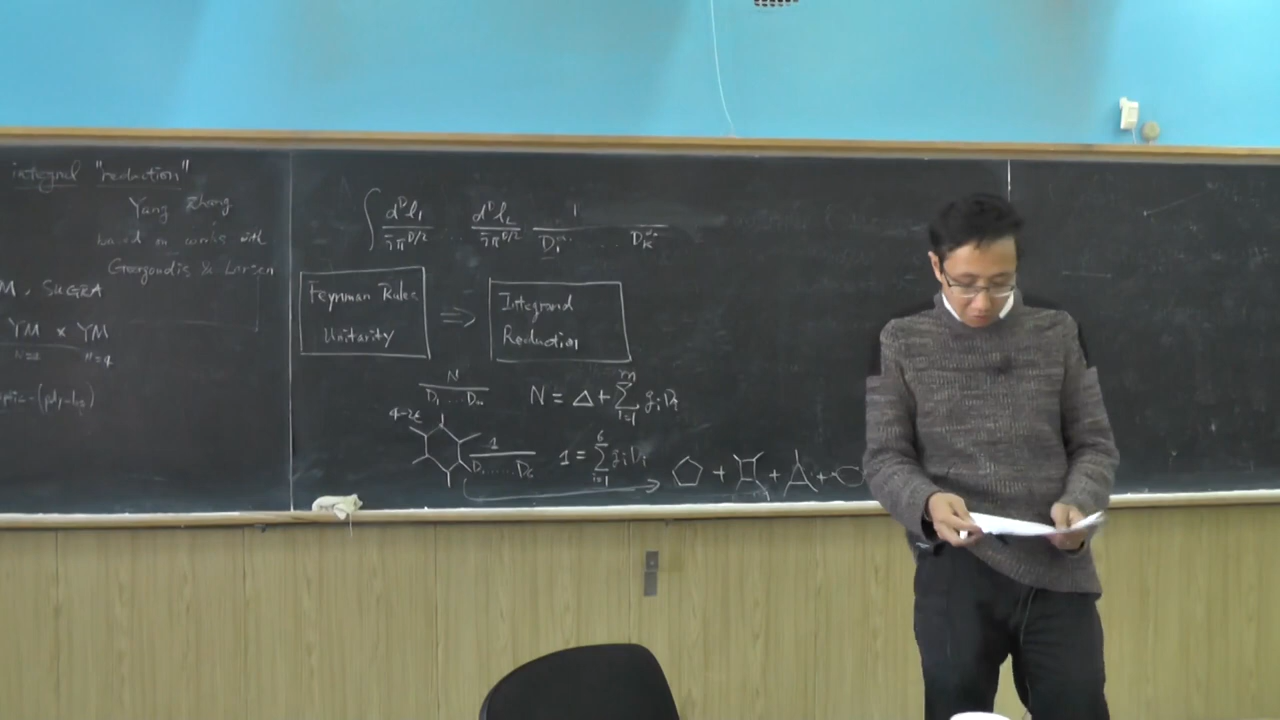 integral "reduction"
Yang Zhang
based on works with
Georgoudis & Larsen
M, SUGRA
YM × YM
N=4
∫ d^D l_1 / iπ^{D/2} ... d^D l_L / iπ^{D/2} 1 / D_1 ... D_k
Feynman Rules
Unitarity
⇒
Integrand
Reduction
N / D_1 ... D_m
N = Δ + Σ_{i=1}^{m} g_i D_i
4-2ε
1 / D_1 ...... D_6
1 = Σ_{i=1}^{6} g_i D_i
+ + +